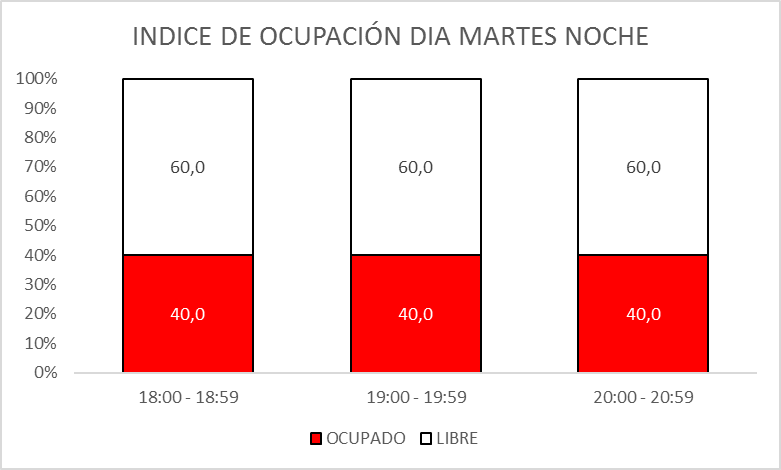 INDICE DE OCUPACIÓN DIA MARTES NOCHE
100%
90%
80%
70%
60%
50%
40%
30%
20%
10%
0%
60,0 60,0 60,0
40,0 40,0 40,0
18:00 - 18:59 19:00 - 19:59 20:00 - 20:59
OCUPADO LIBRE